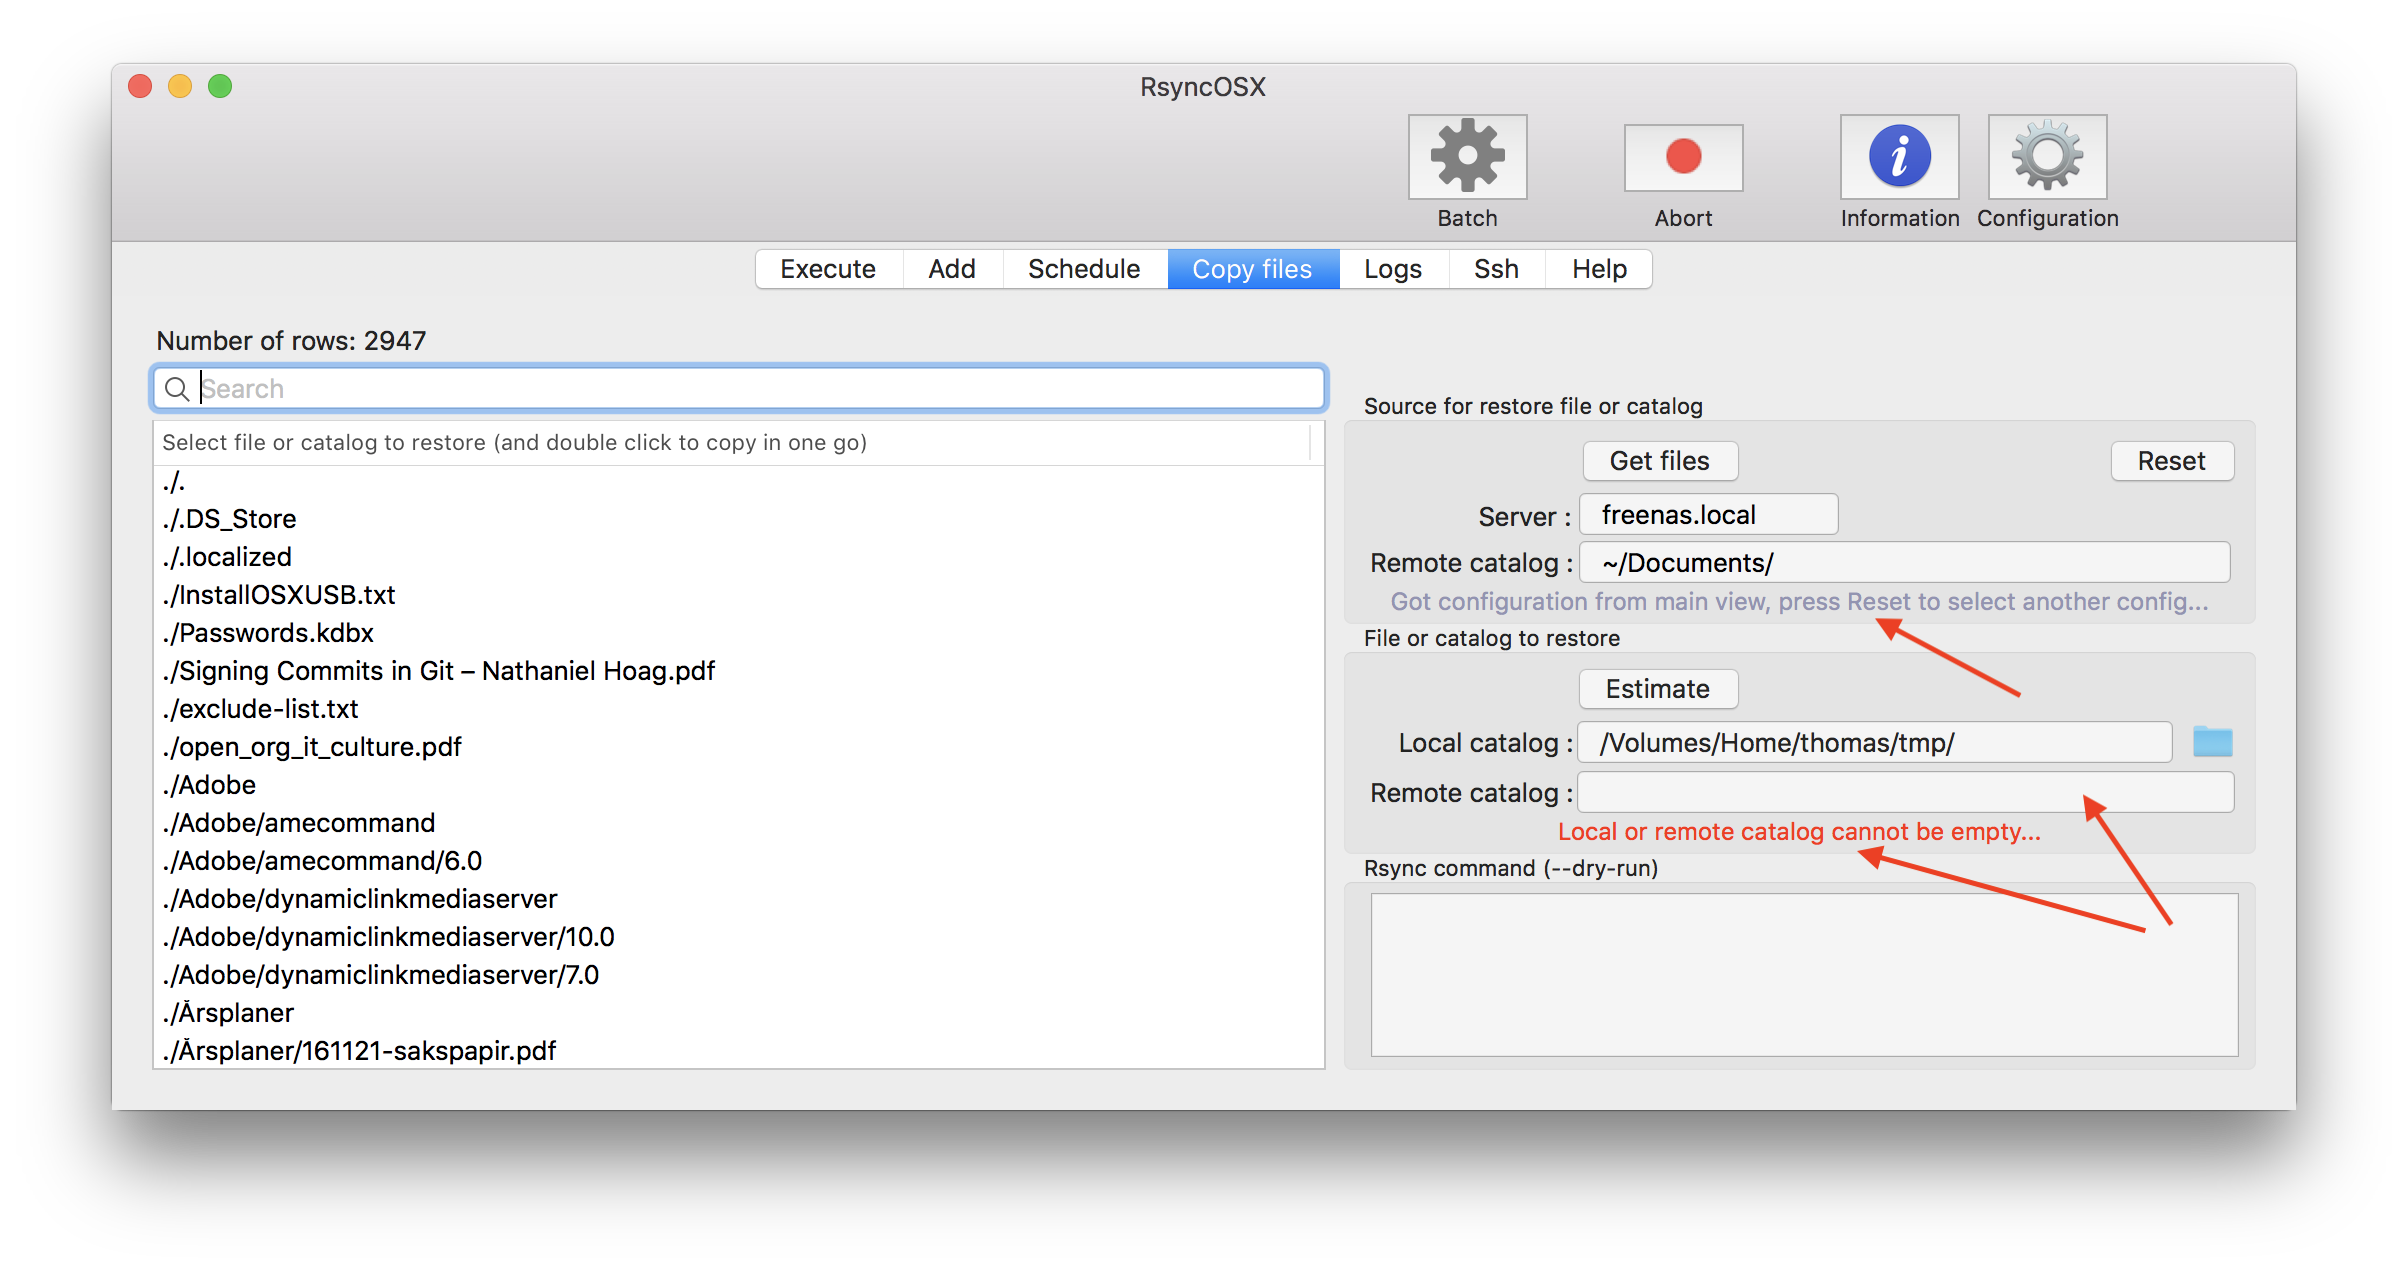 RsyncOSX
Batch
Abort
Information
Configuration
Execute
Add
Schedule
Copy files
Logs
Ssh
Help
Number of rows: 2947
Search
Select file or catalog to restore (and double click to copy in one go)
./.
./.DS_Store
./.localized
./InstallOSXUSB.txt
./Passwords.kdbx
./Signing Commits in Git – Nathaniel Hoag.pdf
./exclude-list.txt
./open_org_it_culture.pdf
./Adobe
./Adobe/amecommand
./Adobe/amecommand/6.0
./Adobe/dynamiclinkmediaserver
./Adobe/dynamiclinkmediaserver/10.0
./Adobe/dynamiclinkmediaserver/7.0
./Årsplaner
./Årsplaner/161121-sakspapir.pdf
Source for restore file or catalog
Get files
Reset
Server : freenas.local
Remote catalog : ~/Documents/
Got configuration from main view, press Reset to select another config...
File or catalog to restore
Estimate
Local catalog : /Volumes/Home/thomas/tmp/
Remote catalog :
Local or remote catalog cannot be empty...
Rsync command (--dry-run)